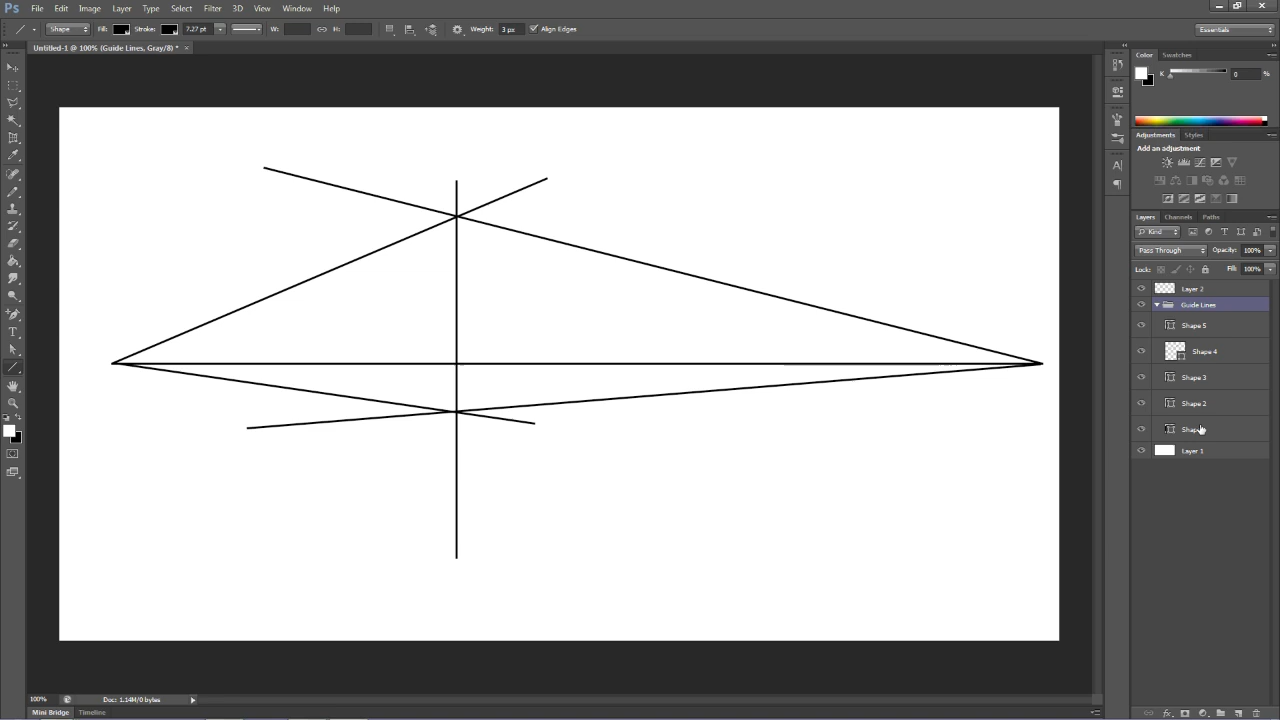 Ps File Edit Image Layer Type Select Filter 3D View Window Help
Shape Fill: Stroke: 7.27 pt W: H: Weight: 3 px Align Edges Essentials
Untitled-1 @ 100% (Guide Lines, Gray/8) * ×
Color Swatches
K 0 %
Adjustments Styles
Add an adjustment
Layers Channels Paths
Kind
Pass Through Opacity: 100%
Lock: Fill: 100%
Layer 2
Guide Lines
Shape 5
Shape 4
Shape 3
Shape 2
Layer 1
100% Doc: 1.14M/0 bytes
Mini Bridge Timeline